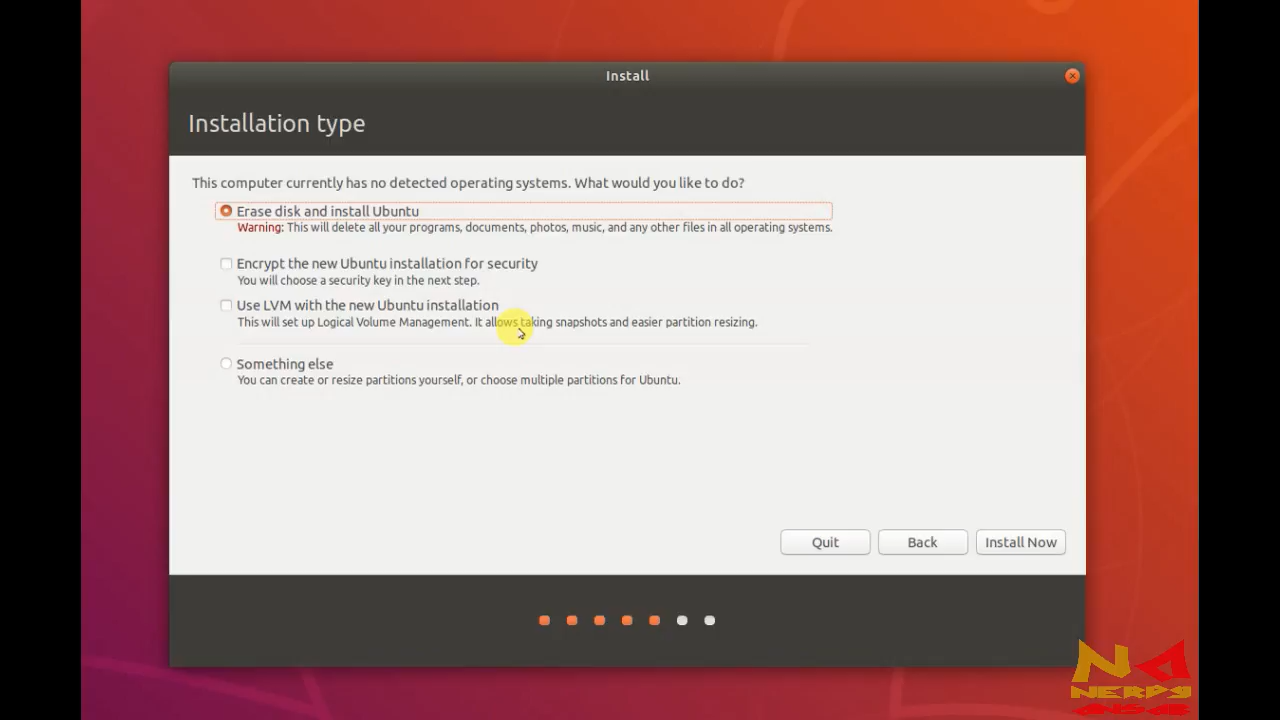 Install
Installation type
This computer currently has no detected operating systems. What would you like to do?
Erase disk and install Ubuntu
Warning: This will delete all your programs, documents, photos, music, and any other files in all operating systems.
Encrypt the new Ubuntu installation for security
You will choose a security key in the next step.
Use LVM with the new Ubuntu installation
This will set up Logical Volume Management. It allows taking snapshots and easier partition resizing.
Something else
You can create or resize partitions yourself, or choose multiple partitions for Ubuntu.
Quit Back Install Now
NA
NERDY
ANSAR